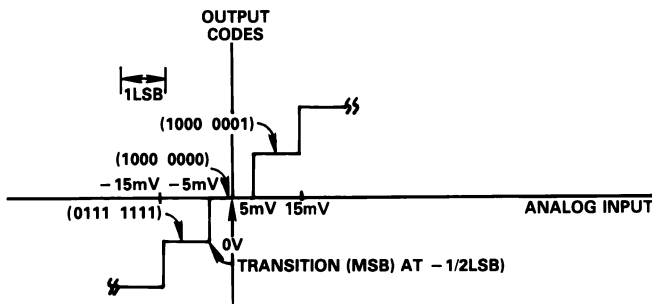 OUTPUT
CODES
1LSB
(1000 0001)
(1000 0000)
-15mV -5mV
5mV 15mV
ANALOG INPUT
(0111 1111)
0V
TRANSITION (MSB) AT -1/2LSB)